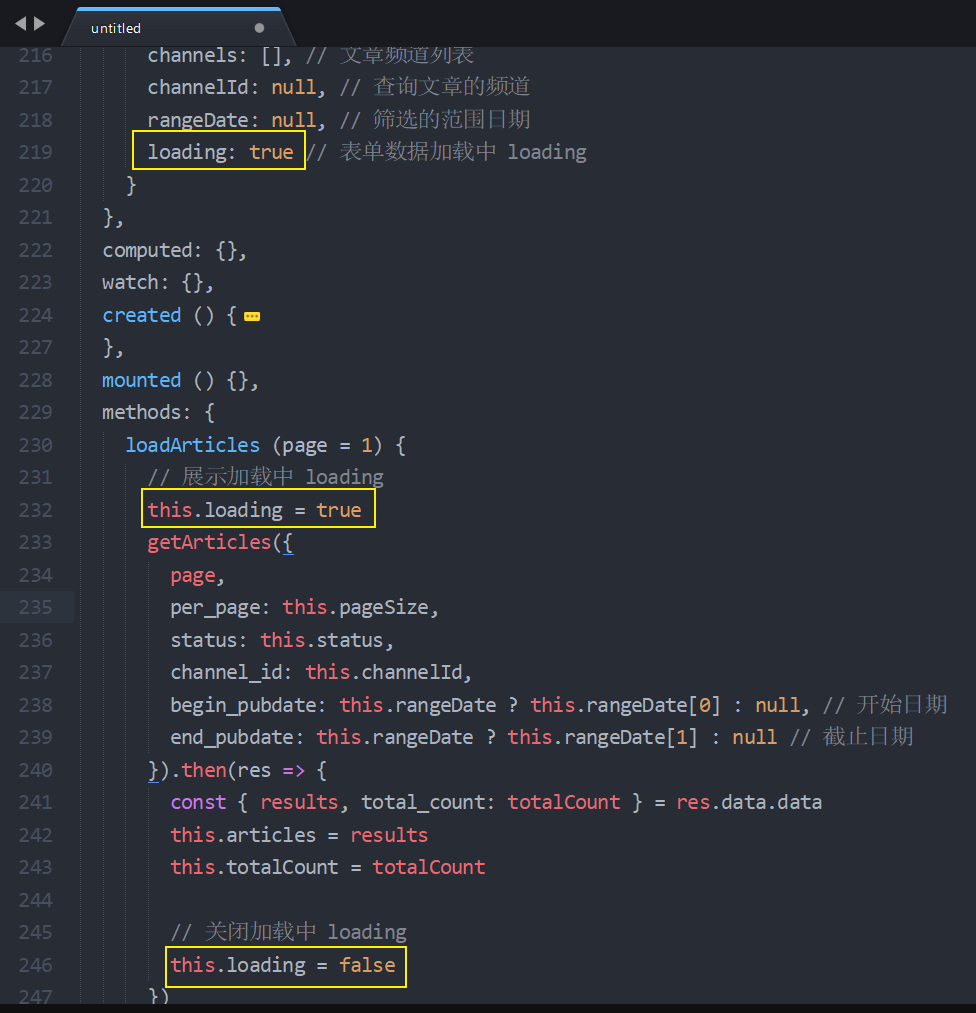 untitled
216 channels: [], // 文章频道列表
217 channelId: null, // 查询文章的频道
218 rangeDate: null, // 筛选的范围日期
219 loading: true // 表单数据加载中 loading
220 }
221 },
222 computed: {},
223 watch: {},
224 created () {
227 },
228 mounted () {},
229 methods: {
230 loadArticles (page = 1) {
231 // 展示加载中 loading
232 this.loading = true
233 getArticles({
234 page,
235 per_page: this.pageSize,
236 status: this.status,
237 channel_id: this.channelId,
238 begin_pubdate: this.rangeDate ? this.rangeDate[0] : null, // 开始日期
239 end_pubdate: this.rangeDate ? this.rangeDate[1] : null // 截止日期
240 }).then(res => {
241 const { results, total_count: totalCount } = res.data.data
242 this.articles = results
243 this.totalCount = totalCount
244
245 // 关闭加载中 loading
246 this.loading = false
247 })